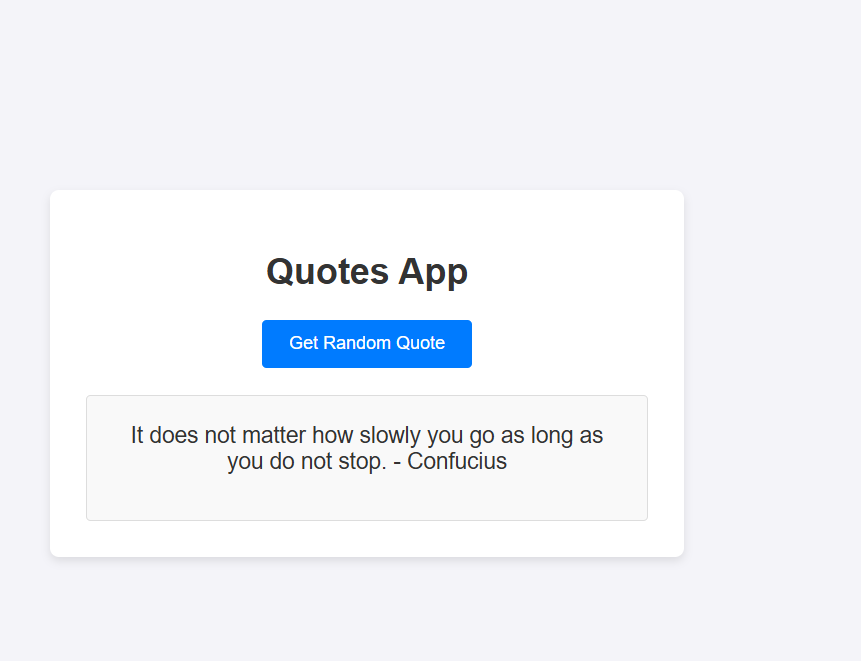 Quotes App
Get Random Quote
It does not matter how slowly you go as long as
you do not stop. - Confucius